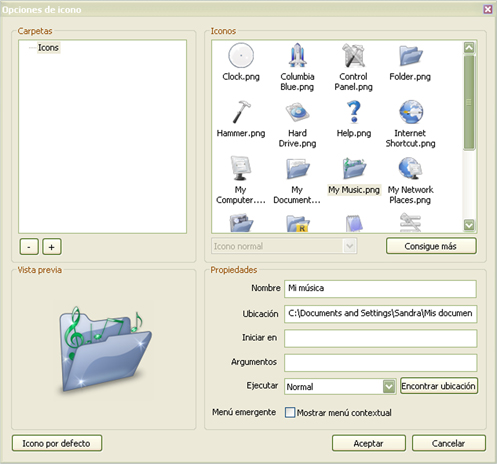 Opciones de icono
Carpetas
Icons
- +
Iconos
Clock.png Columbia Blue.png Control Panel.png Folder.png
Hammer.png Hard Drive.png Help.png Internet Shortcut.png
My Computer.... My Document... My Music.png My Network Places.png
Icono normal
Consigue más
Vista previa
Propiedades
Nombre Mi música
Ubicación C:\Documents and Settings\Sandra\Mis documen
Iniciar en
Argumentos
Ejecutar Normal Encontrar ubicación
Menú emergente Mostrar menú contextual
Icono por defecto Aceptar Cancelar